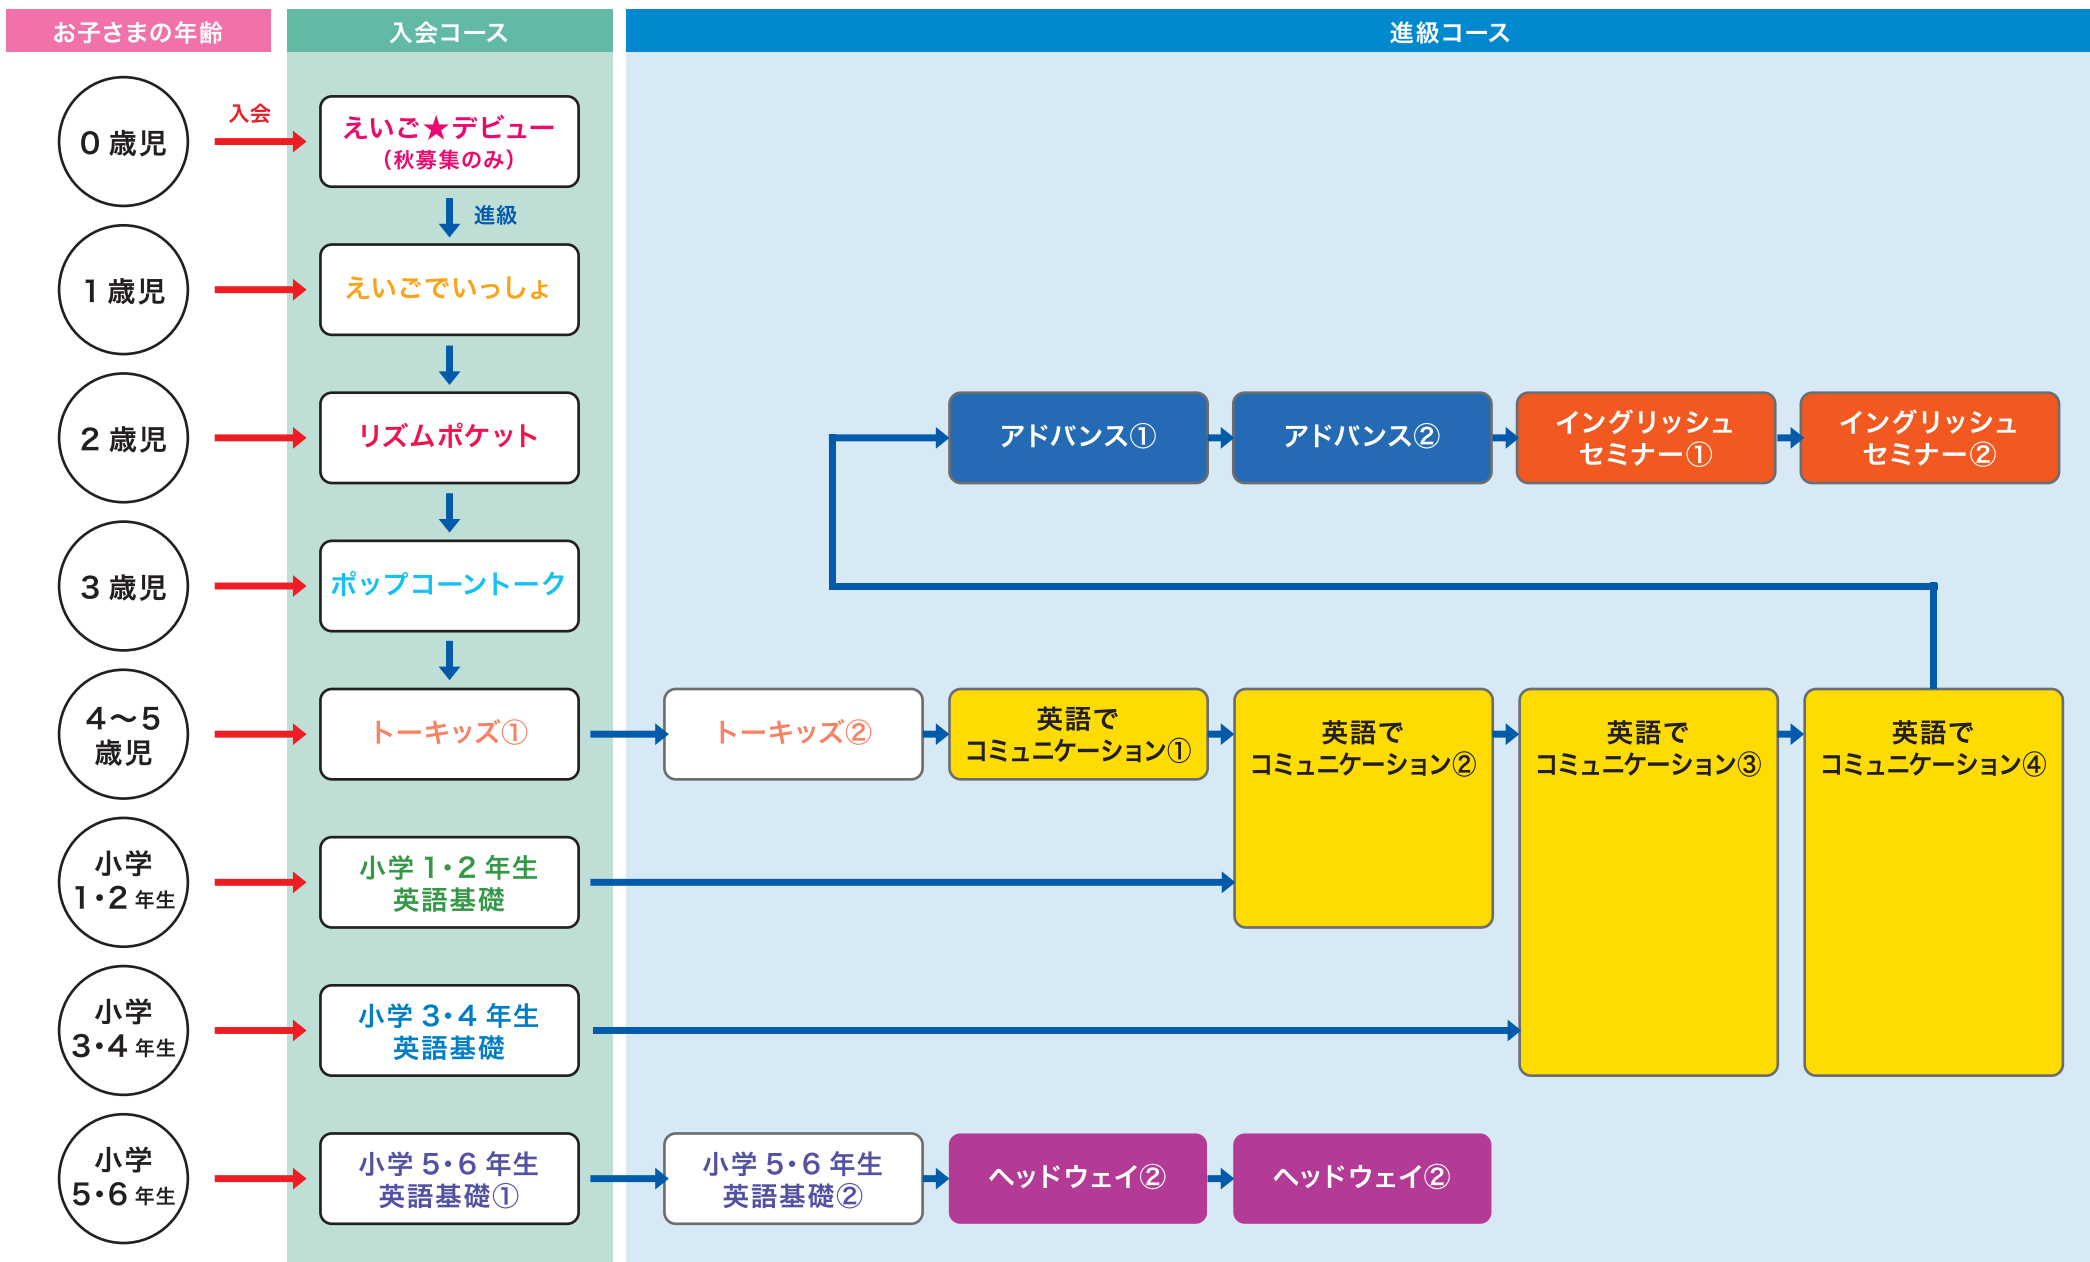 お子さまの年齢
入会コース
進級コース
0 歳児
入会
えいご★デビュー
（秋募集のみ）
進級
1 歳児
えいごでいっしょ
2 歳児
リズムポケット
アドバンス①
アドバンス②
イングリッシュ
セミナー①
イングリッシュ
セミナー②
3 歳児
ポップコーントーク
4～5
歳児
トーキッズ①
トーキッズ②
英語で
コミュニケーション①
英語で
コミュニケーション②
英語で
コミュニケーション③
英語で
コミュニケーション④
小学
1・2 年生
小学 1・2 年生
英語基礎
小学
3・4 年生
小学 3・4 年生
英語基礎
小学
5・6 年生
小学 5・6 年生
英語基礎①
小学 5・6 年生
英語基礎②
ヘッドウェイ②
ヘッドウェイ②